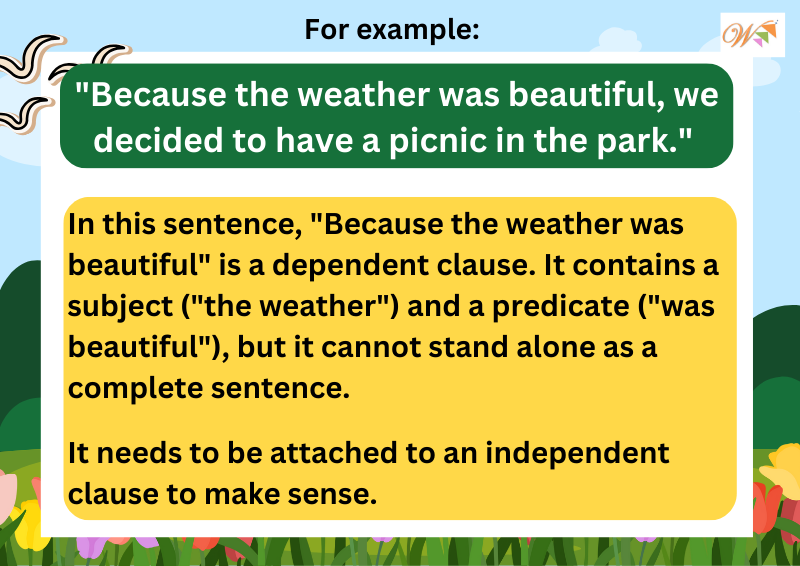 For example:
W
"Because the weather was beautiful, we
decided to have a picnic in the park."
In this sentence, "Because the weather was
beautiful" is a dependent clause. It contains a
subject ("the weather") and a predicate ("was
beautiful"), but it cannot stand alone as a
complete sentence.
It needs to be attached to an independent
clause to make sense.